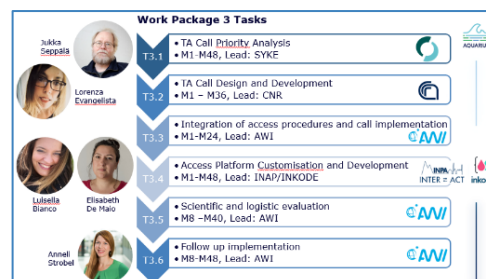 Work Package 3 Tasks
Jukka
Seppälä
Lorenza
Evangelista
Luisella
Bianco
Elisabeth
De Maio
Anneli
Strobel
T3.1
• TA Call Priority Analysis
• M1-M48, Lead: SYKE
T3.2
• TA Call Design and Development
• M1 – M36, Lead: CNR
T3.3
• Integration of access procedures and call implementation
• M1-M24, Lead: AWI
T3.4
• Access Platform Customisation and Development
• M1-M48, Lead: INAP/INKODE
T3.5
• Scientific and logistic evaluation
• M8 –M40, Lead: AWI
T3.6
• Follow up implementation
• M8-M48, Lead: AWI
AQUARIU
AWI
INPA
INTER = ACT
inko
AWI
AWI